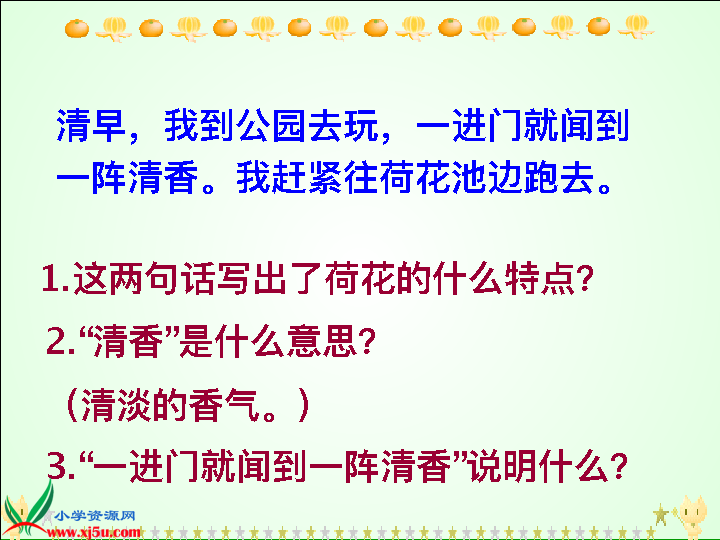 清早，我到公园去玩，一进门就闻到
一阵清香。我赶紧往荷花池边跑去。
1.这两句话写出了荷花的什么特点？
2.“清香”是什么意思？
（清淡的香气。）
3.“一进门就闻到一阵清香”说明什么？
小学资源网
www.xj5u.com